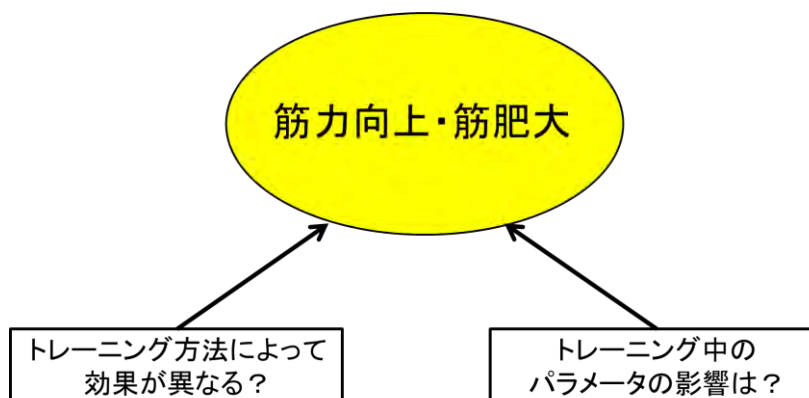 筋力向上・筋肥大
トレーニング方法によって
効果が異なる？
トレーニング中の
パラメータの影響は？